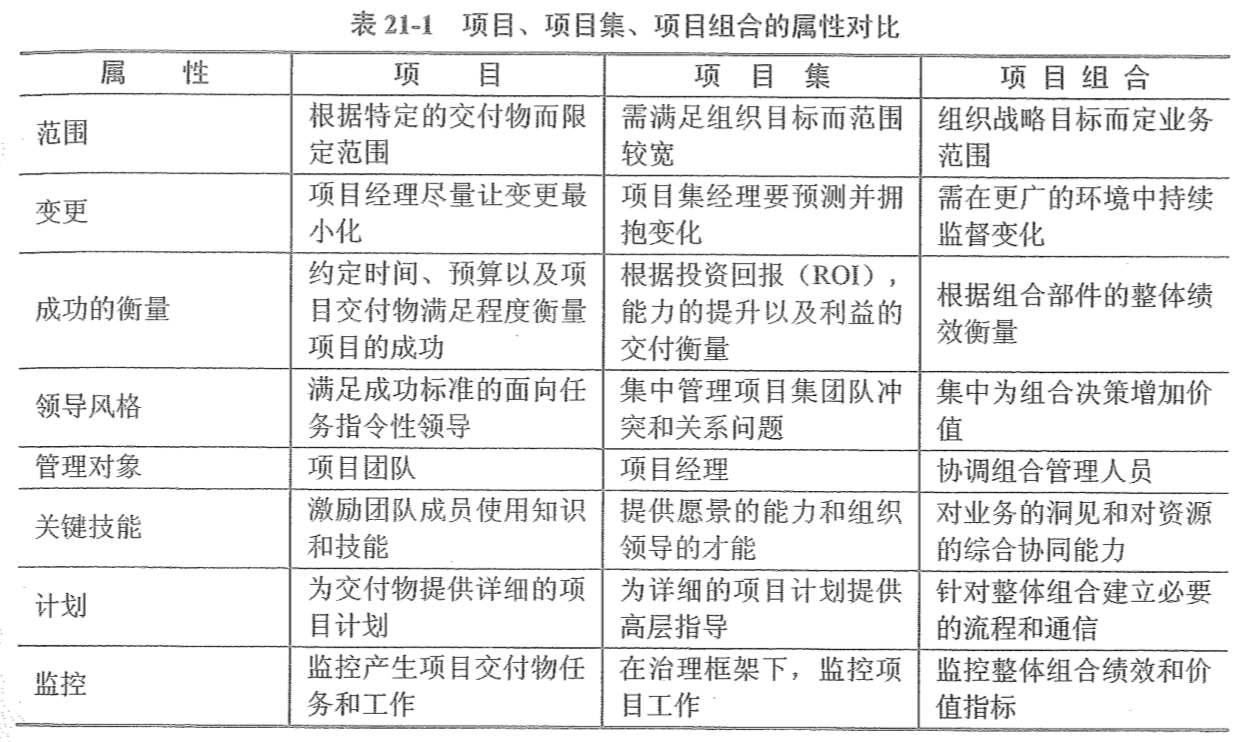 表 21-1 项目、项目集、项目组合的属性对比
属 性 项 目 项 目 集 项 目 组 合
范围 根据特定的交付物而限定范围 需满足组织目标而范围较宽 组织战略目标而定业务范围
变更 项目经理尽量让变更最小化 项目集经理要预测并拥抱变化 需在更广的环境中持续监督变化
成功的衡量 约定时间、预算以及项目交付物满足程度衡量项目的成功 根据投资回报（ROI），能力的提升以及利益的交付衡量 根据组合部件的整体绩效衡量
领导风格 满足成功标准的面向任务指令性领导 集中管理项目集团队冲突和关系问题 集中为组合决策增加价值
管理对象 项目团队 项目经理 协调组合管理人员
关键技能 激励团队成员使用知识和技能 提供愿景的能力和组织领导的才能 对业务的洞见和对资源的综合协同能力
计划 为交付物提供详细的项目计划 为详细的项目计划提供高层指导 针对整体组合建立必要的流程和通信
监控 监控产生项目交付物任务和工作 在治理框架下，监控项目工作 监控整体组合绩效和价值指标